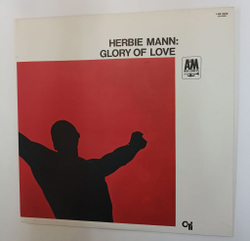 HERBIE MANN:
GLORY OF LOVE
A&M
cti